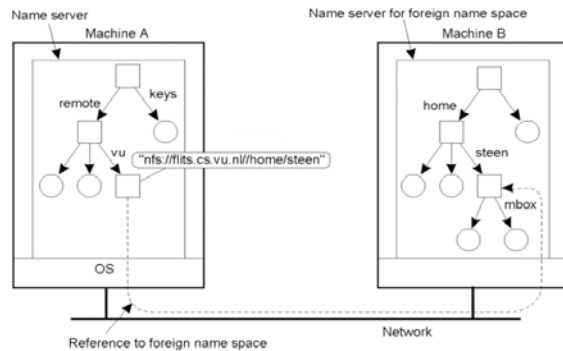 Name server
Name server for foreign name space
Machine A
Machine B
remote
keys
vu
"nfs://flits.cs.vu.nl//home/steen"
home
steen
mbox
OS
Reference to foreign name space
Network